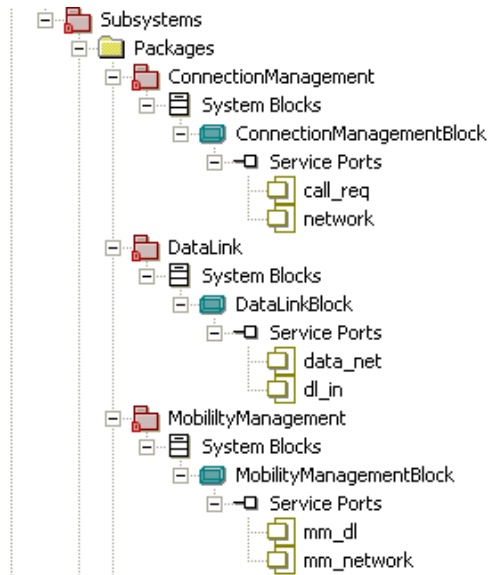 Subsystems
Packages
ConnectionManagement
System Blocks
ConnectionManagementBlock
Service Ports
call_req
network
DataLink
System Blocks
DataLinkBlock
Service Ports
data_net
dl_in
MobililtyManagement
System Blocks
MobilityManagementBlock
Service Ports
mm_dl
mm_network